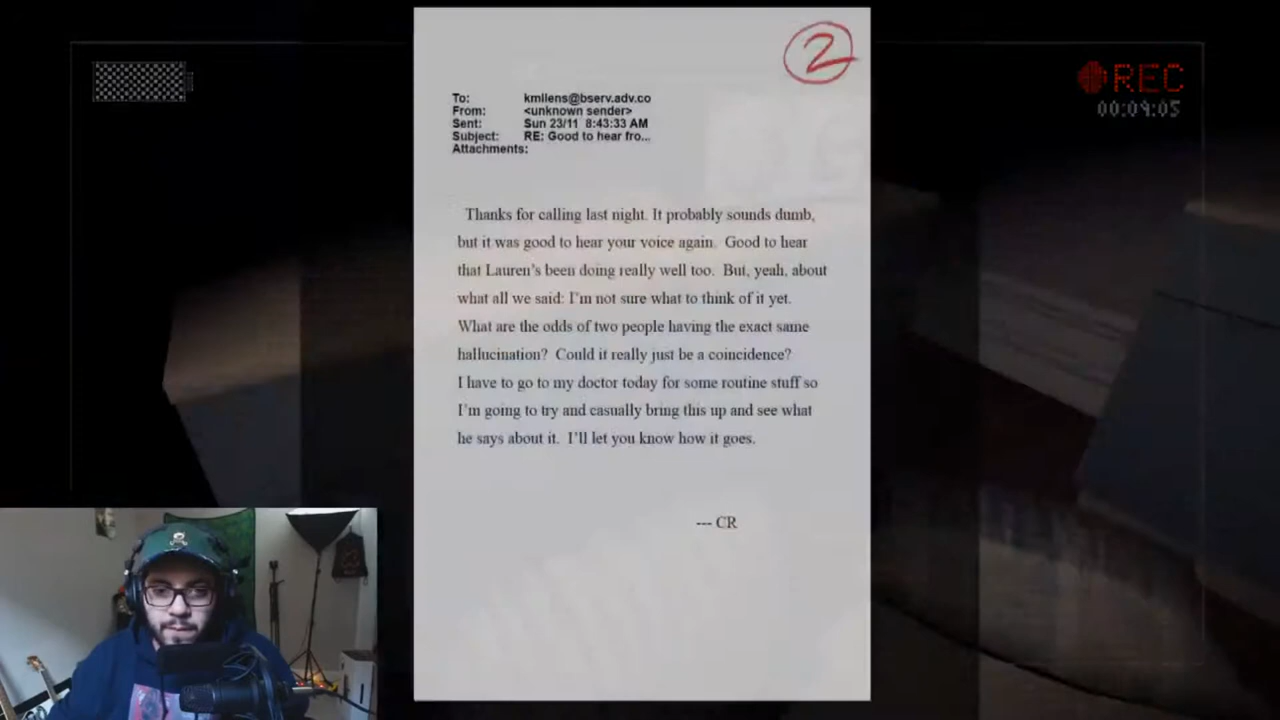 2
REC
00:09:05
To: kmilens@bserv.adv.co
From: <unknown sender>
Sent: Sun 23/11 8:43:33 AM
Subject: RE: Good to hear fro...
Attachments:
Thanks for calling last night. It probably sounds dumb,
but it was good to hear your voice again. Good to hear
that Lauren's been doing really well too. But, yeah, about
what all we said: I'm not sure what to think of it yet.
What are the odds of two people having the exact same
hallucination? Could it really just be a coincidence?
I have to go to my doctor today for some routine stuff so
I'm going to try and casually bring this up and see what
he says about it. I'll let you know how it goes.
--- CR